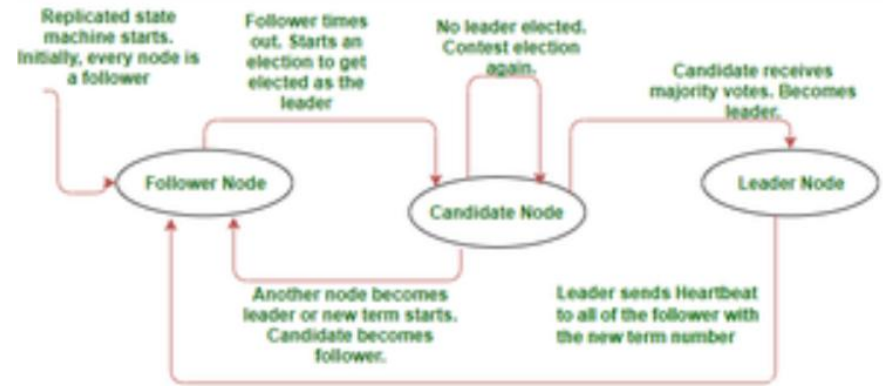 Replicated state
machine starts.
Initially, every node is
a follower
Follower times
out. Starts an
election to get
elected as the
leader
No leader elected.
Contest election
again.
Candidate receives
majority votes. Becomes
leader.
Follower Node
Candidate Node
Leader Node
Another node becomes
leader or new term starts.
Candidate becomes
follower.
Leader sends Heartbeat
to all of the follower with
the new term number